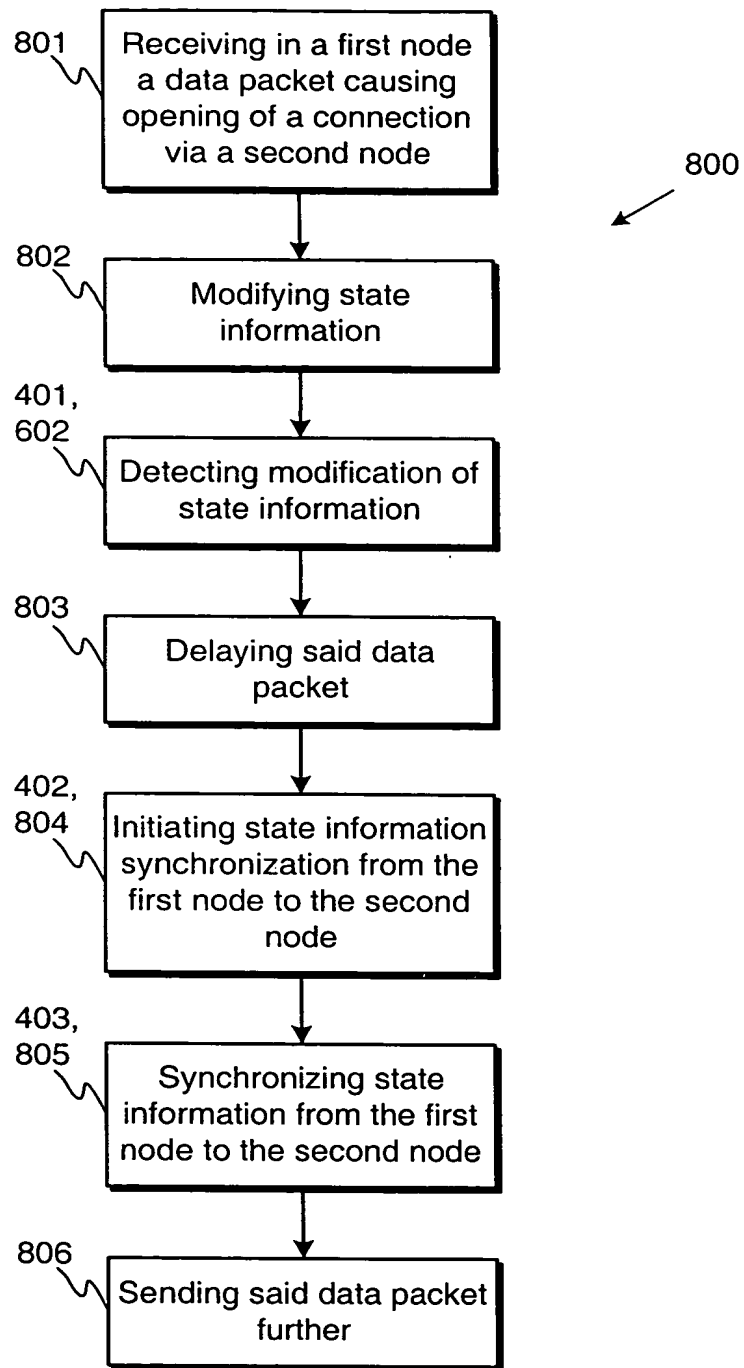 801
Receiving in a first node
a data packet causing
opening of a connection
via a second node
800
802
Modifying state
information
401,
602
Detecting modification of
state information
803
Delaying said data
packet
402,
804
Initiating state information
synchronization from the
first node to the second
node
403,
805
Synchronizing state
information from the first
node to the second node
806
Sending said data packet
further